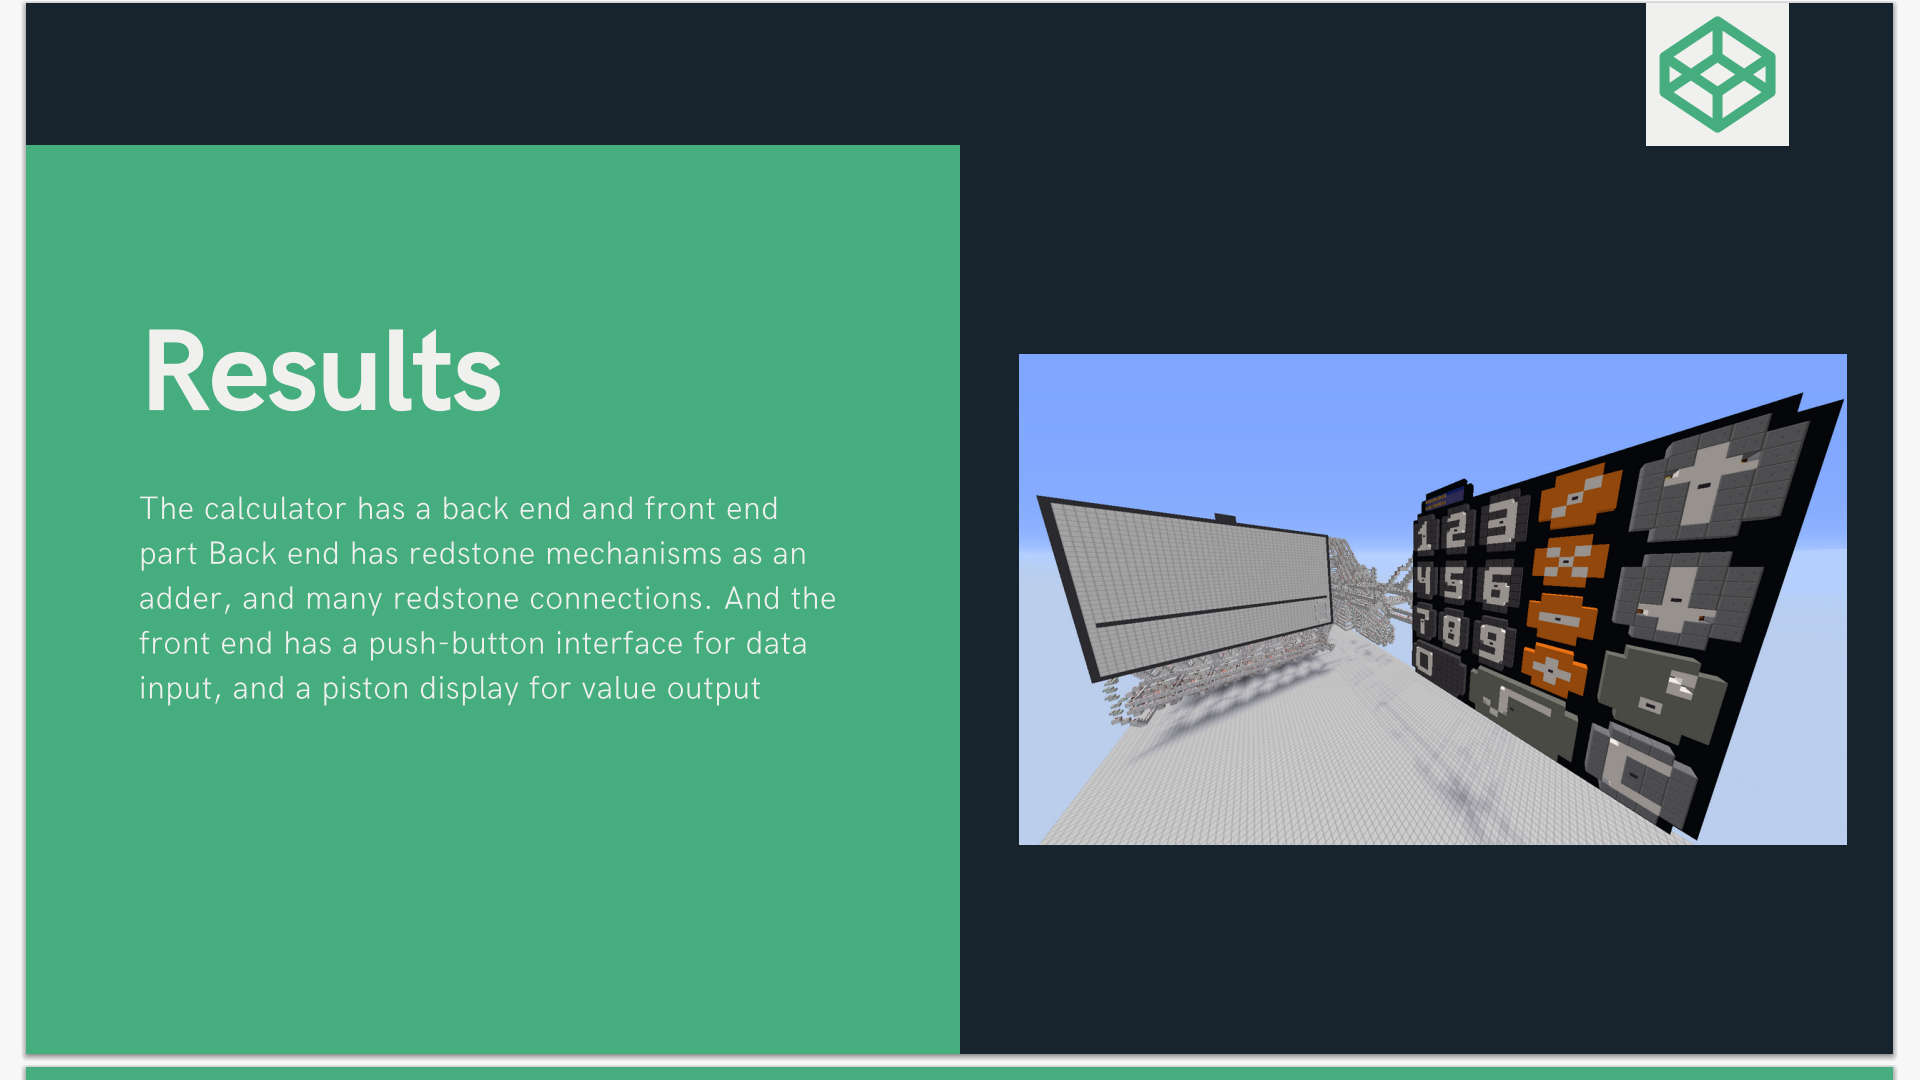 Results
The calculator has a back end and front end
part Back end has redstone mechanisms as an
adder, and many redstone connections. And the
front end has a push-button interface for data
input, and a piston display for value output
1 2 3
4 5 6 ×
7 8 9 -
0 +
√
C